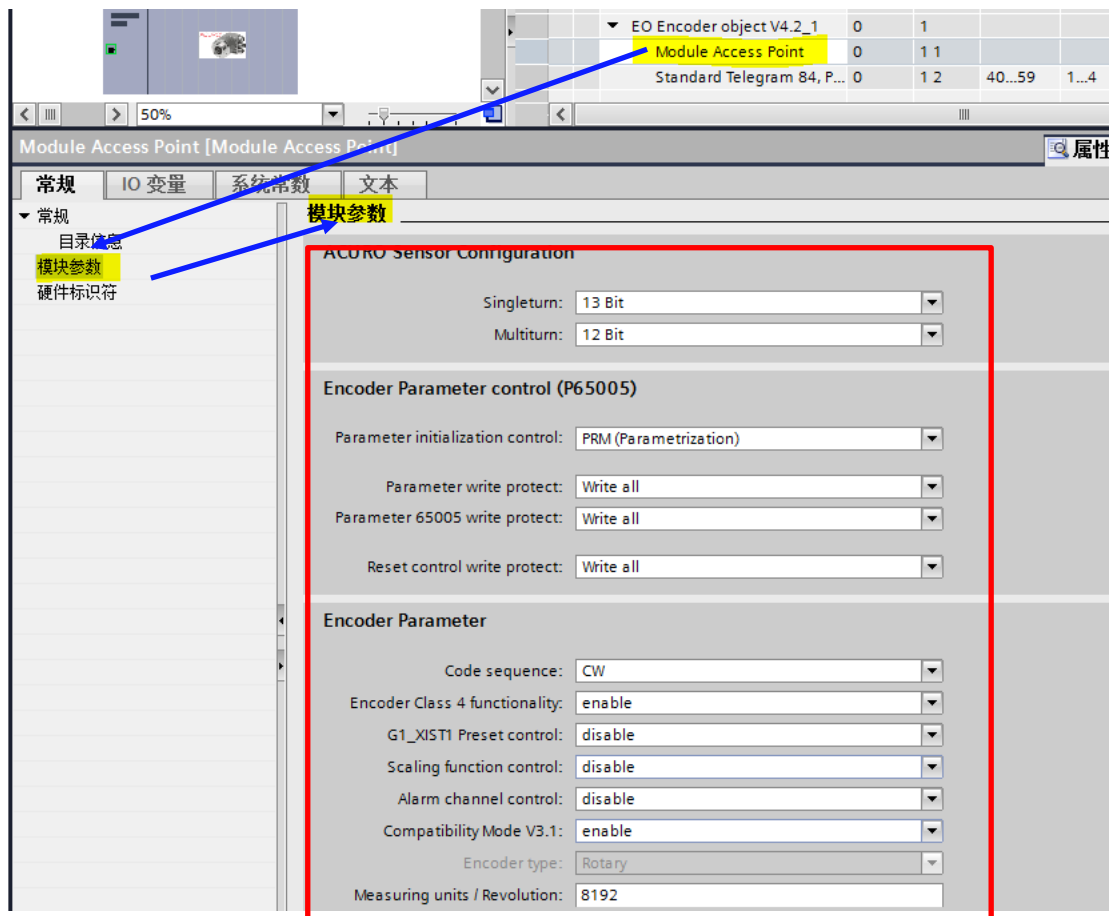 EO Encoder object V4.2_1 0 1
Module Access Point 0 1 1
Standard Telegram 84, P... 0 1 2 40...59 1...4
50%
Module Access Point [Module Access Point]
属性
常规 IO 变量 系统常数 文本
常规
目录信息
模块参数
硬件标识符
模块参数
ACURO Sensor Configuration
Singleturn: 13 Bit
Multiturn: 12 Bit
Encoder Parameter control (P65005)
Parameter initialization control: PRM (Parametrization)
Parameter write protect: Write all
Parameter 65005 write protect: Write all
Reset control write protect: Write all
Encoder Parameter
Code sequence: CW
Encoder Class 4 functionality: enable
G1_XIST1 Preset control: disable
Scaling function control: disable
Alarm channel control: disable
Compatibility Mode V3.1: enable
Encoder type: Rotary
Measuring units / Revolution: 8192